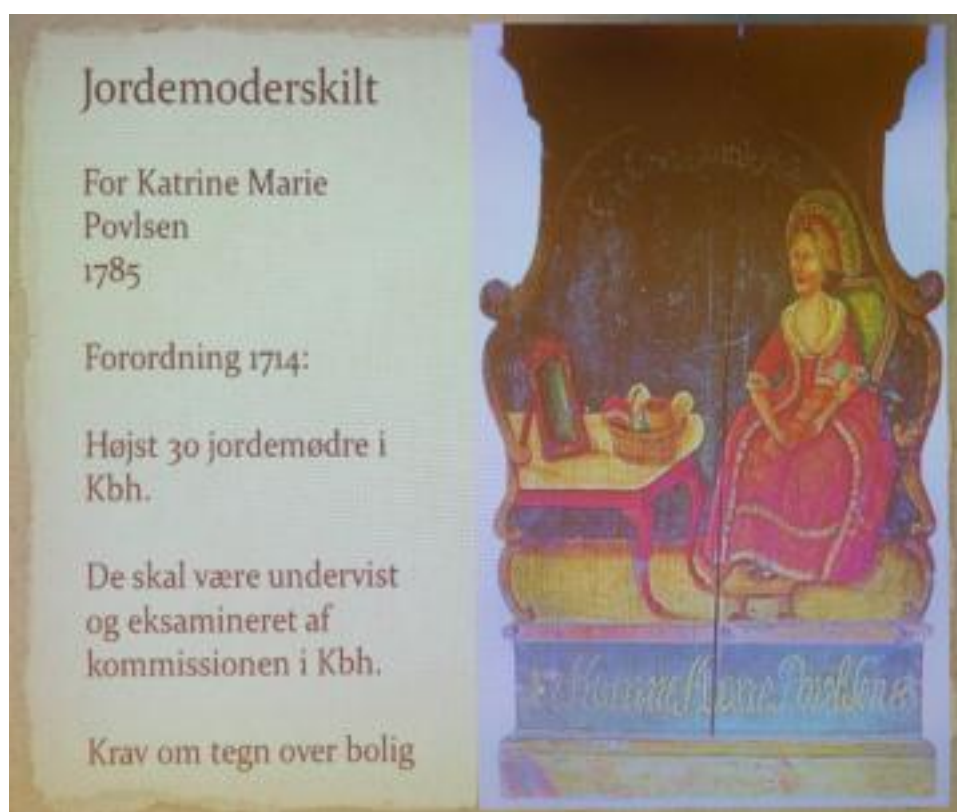 Jordemoderskilt
For Katrine Marie
Povlsen
1785
Forordning 1714:
Højst 30 jordemødre i
Kbh.
De skal være undervist
og eksamineret af
kommissionen i Kbh.
Krav om tegn over bolig